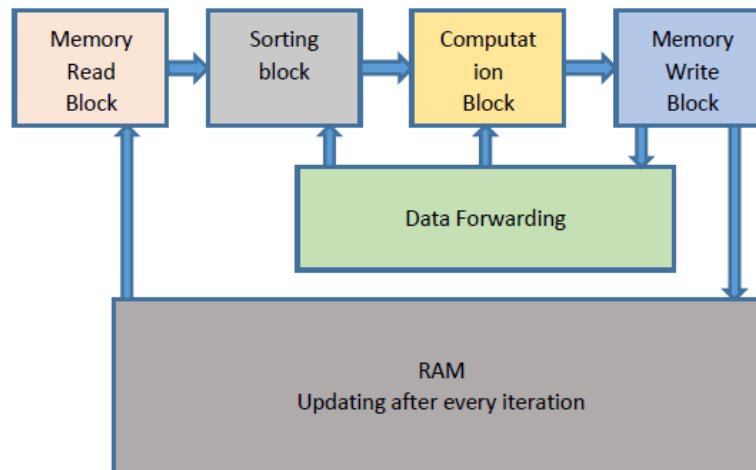 Memory
Read
Block
Sorting
block
Computat
ion
Block
Memory
Write
Block
Data Forwarding
RAM
Updating after every iteration